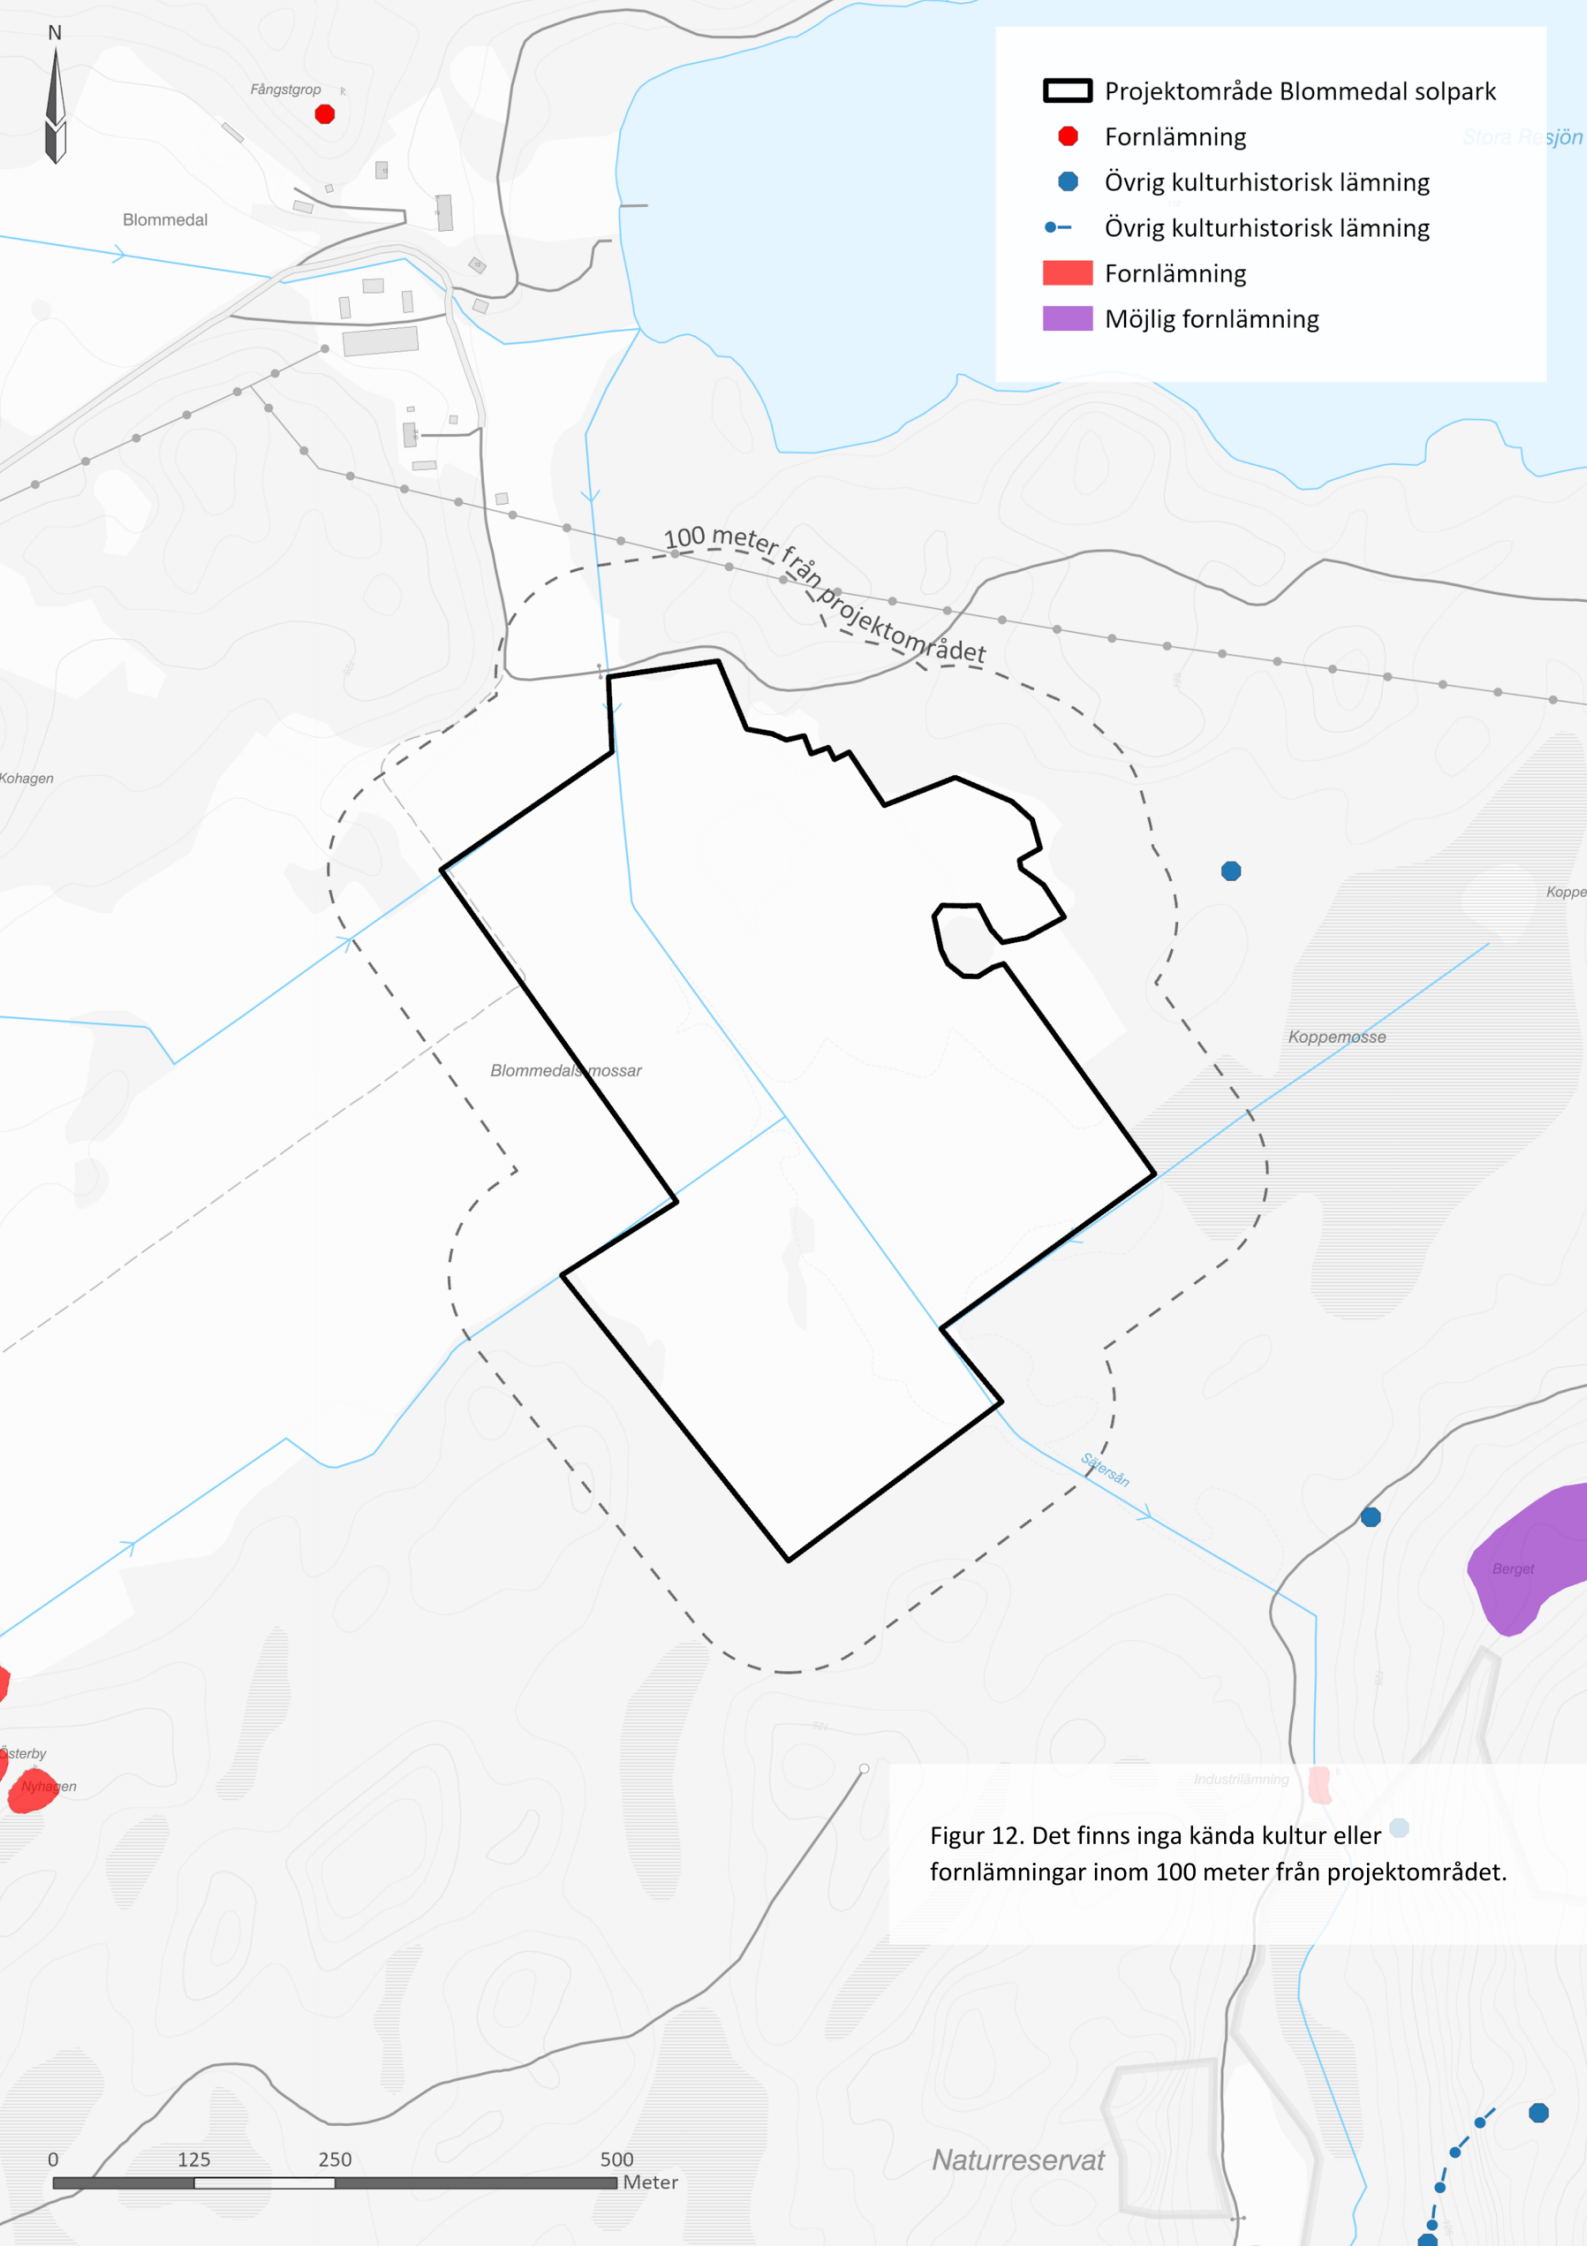 N
Fångstgrop
R
Blommedal
Projektområde Blommedal solpark
Fornlämning
Övrig kulturhistorisk lämning
Övrig kulturhistorisk lämning
Fornlämning
Möjlig fornlämning
Stora Resjön
100 meter från projektområdet
Kohagen
Koppe
Koppemosse
Blommedals mossar
Sätersån
Berget
Österby
Nyhagen
Industrilämning
R
Figur 12. Det finns inga kända kultur eller
fornlämningar inom 100 meter från projektområdet.
Naturreservat
0 125 250 500
Meter